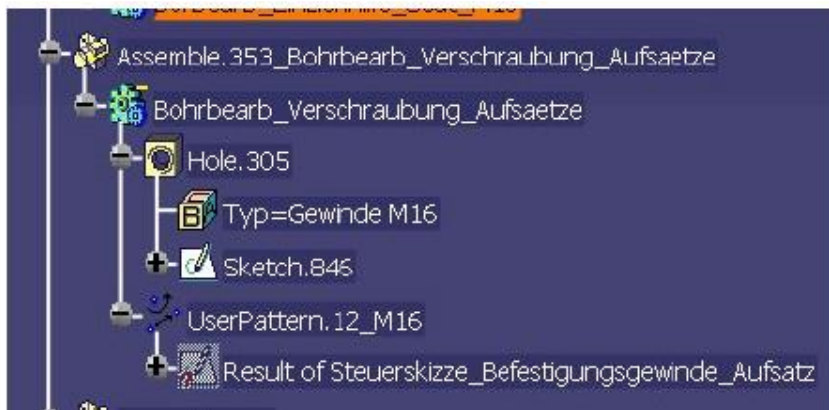 Assemble.353_Bohrbearb_Verschraubung_Aufsaetze
Bohrbearb_Verschraubung_Aufsaetze
Hole.305
Typ=Gewinde M16
Sketch.846
UserPattern.12_M16
Result of Steuerskizze_Befestigungsgewinde_Aufsatz